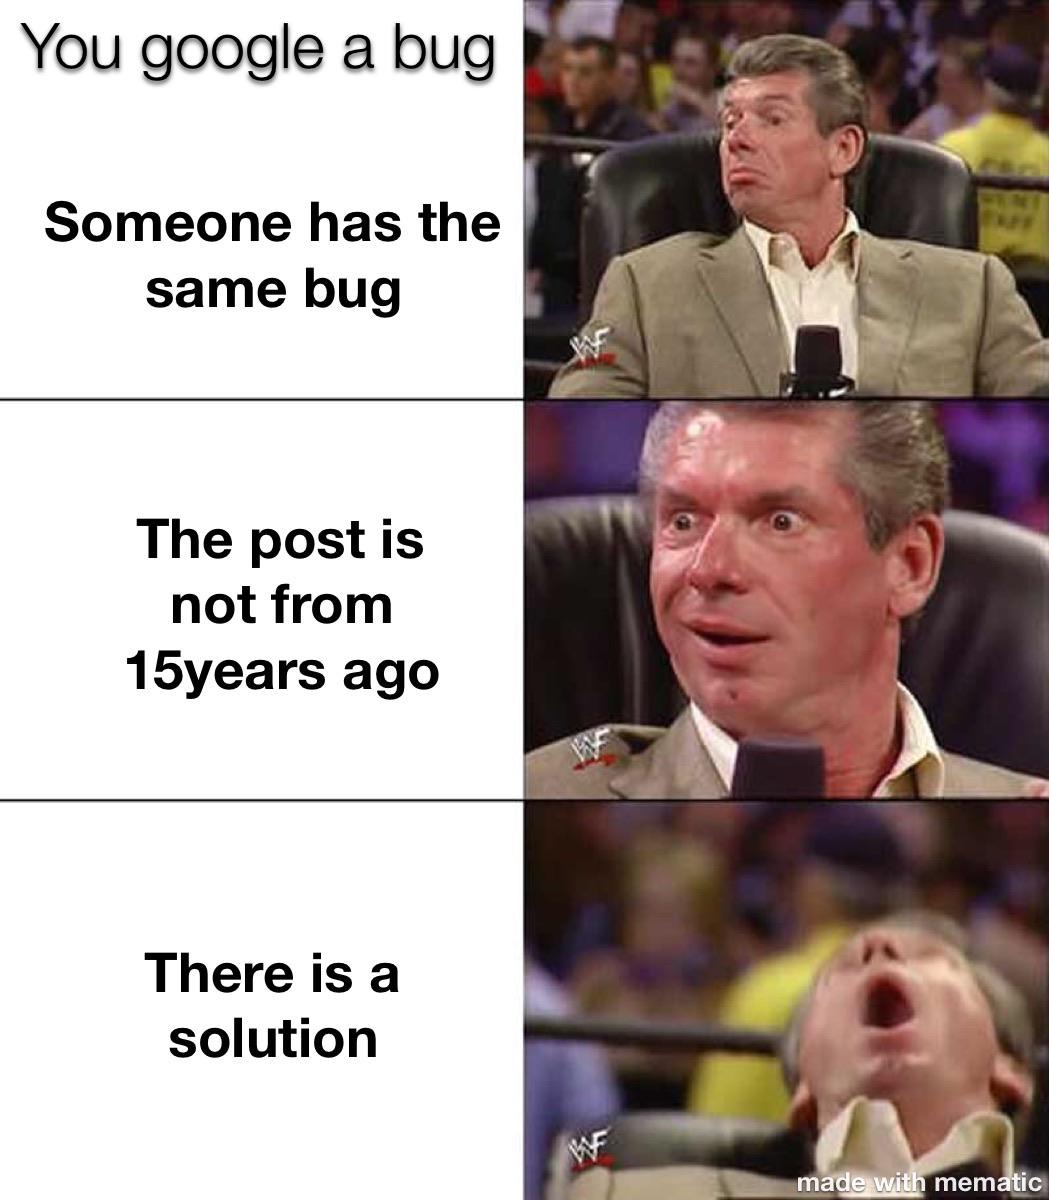 You google a bug
Someone has the
same bug
The post is
not from
15years ago
There is a
solution
made with mematic